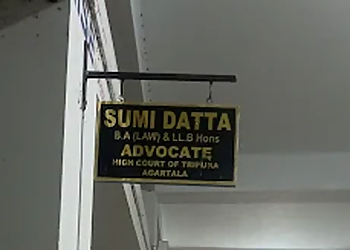 SUMI DATTA
B.A (LAW) & LL.B Hons
ADVOCATE
HIGH COURT OF TRIPURA
AGARTALA